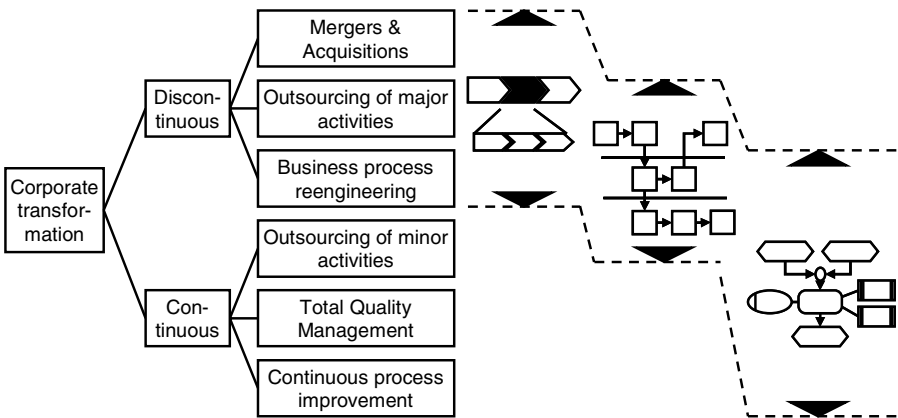 Mergers &
Acquisitions
Discon-
tinuous
Outsourcing of major
activities
Business process
reengineering
Corporate
transfor-
mation
Outsourcing of minor
activities
Con-
tinuous
Total Quality
Management
Continuous process
improvement